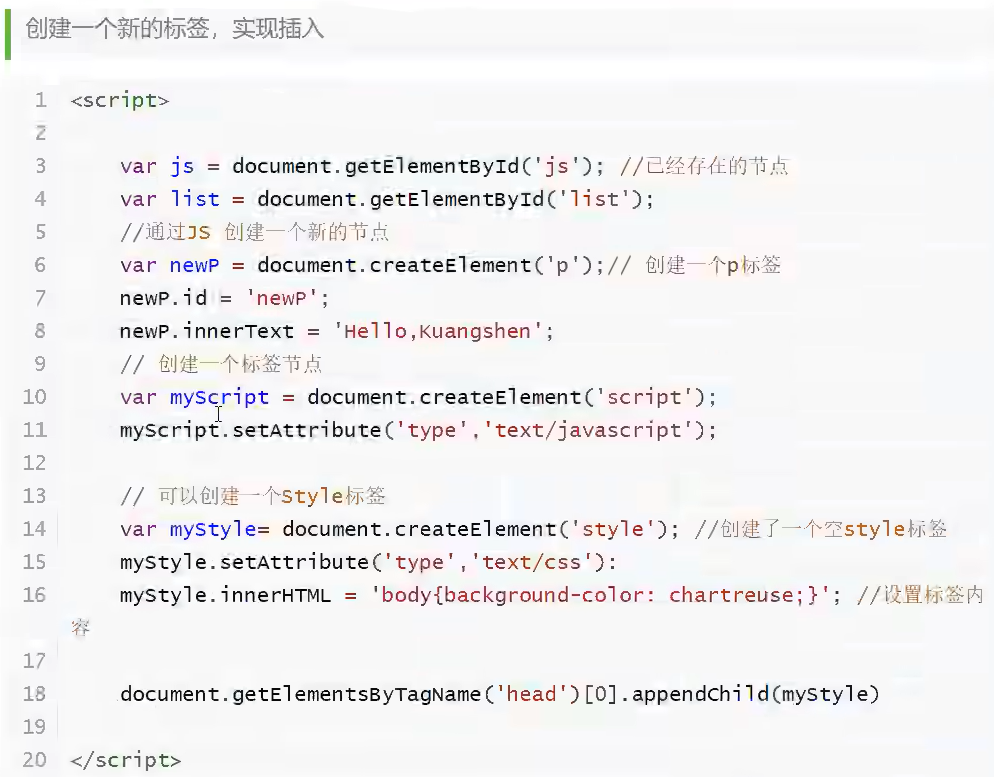 创建一个新的标签，实现插入
1 <script>
2
3 var js = document.getElementById('js'); //已经存在的节点
4 var list = document.getElementById('list');
5 //通过JS 创建一个新的节点
6 var newP = document.createElement('p');// 创建一个p标签
7 newP.id = 'newP';
8 newP.innerText = 'Hello,Kuangshen';
9 // 创建一个标签节点
10 var myScript = document.createElement('script');
11 myScript.setAttribute('type','text/javascript');
12
13 // 可以创建一个Style标签
14 var myStyle= document.createElement('style'); //创建了一个空style标签
15 myStyle.setAttribute('type','text/css'):
16 myStyle.innerHTML = 'body{background-color: chartreuse;}'; //设置标签内
容
17
18 document.getElementsByTagName('head')[0].appendChild(myStyle)
19
20 </script>